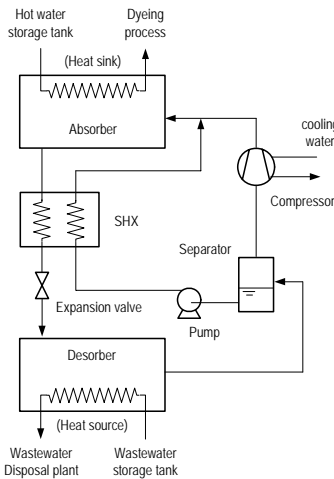 Hot water
storage tank
Dyeing
process
(Heat sink)
Absorber
cooling
water
Compressor
SHX
Separator
Expansion valve
Pump
Desorber
(Heat source)
Wastewater
Disposal plant
Wastewater
storage tank